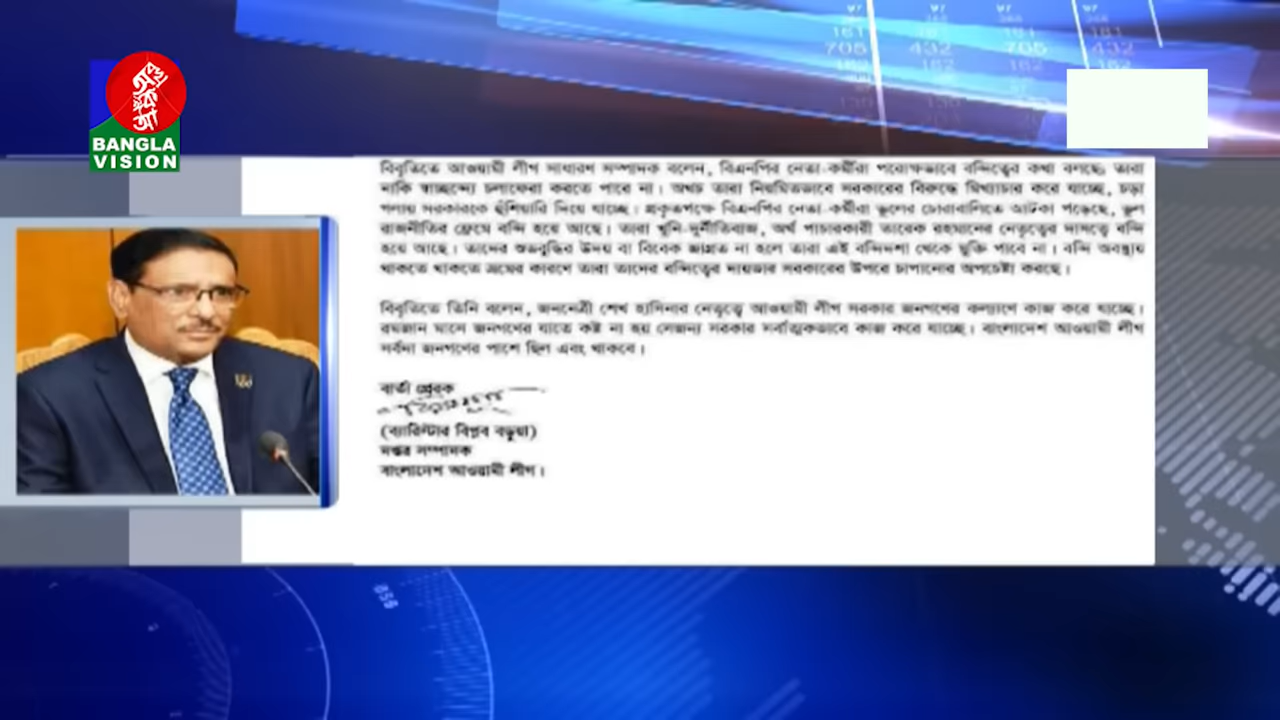 BANGLA
VISION
705 432 705 432
বিবৃতিতে আওয়ামী লীগ সাধারণ সম্পাদক বলেন, বিএনপির নেতা-কর্মীরা পরোক্ষভাবে বন্দিত্বের কথা বলছে; তারা
নাকি স্বাচ্ছন্দ্যে চলাফেরা করতে পারে না। অথচ তারা নিয়মিতভাবে সরকারের বিরুদ্ধে মিথ্যাচার করে যাচ্ছে, চড়া
গলায় সরকারকে হুঁশিয়ারি দিয়ে যাচ্ছে। প্রকৃতপক্ষে বিএনপির নেতা-কর্মীরা ভুলের চোরাবালিতে আটকা পড়েছে, ভুল
রাজনীতির ফ্রেমে বন্দি হয়ে আছে। তারা খুনি-দুর্নীতিবাজ, অর্থ পাচারকারী তারেক রহমানের নেতৃত্বের দাসত্বে বন্দি
হয়ে আছে। তাদের শুভবুদ্ধির উদয় বা বিবেক জাগ্রত না হলে তারা এই বন্দিদশা থেকে মুক্তি পাবে না। বন্দি অবস্থায়
থাকতে থাকতে ভ্রমের কারণে তারা তাদের বন্দিত্বের দায়ভার সরকারের উপরে চাপানোর অপচেষ্টা করছে।
বিবৃতিতে তিনি বলেন, জননেত্রী শেখ হাসিনার নেতৃত্বে আওয়ামী লীগ সরকার জনগণের কল্যাণে কাজ করে যাচ্ছে।
রমজান মাসে জনগণের যাতে কষ্ট না হয় সেজন্য সরকার সর্বাত্মকভাবে কাজ করে যাচ্ছে। বাংলাদেশ আওয়ামী লীগ
সর্বদা জনগণের পাশে ছিল এবং থাকবে।
বার্তা প্রেরক
(ব্যারিস্টার বিপ্লব বড়ুয়া)
দপ্তর সম্পাদক
বাংলাদেশ আওয়ামী লীগ।